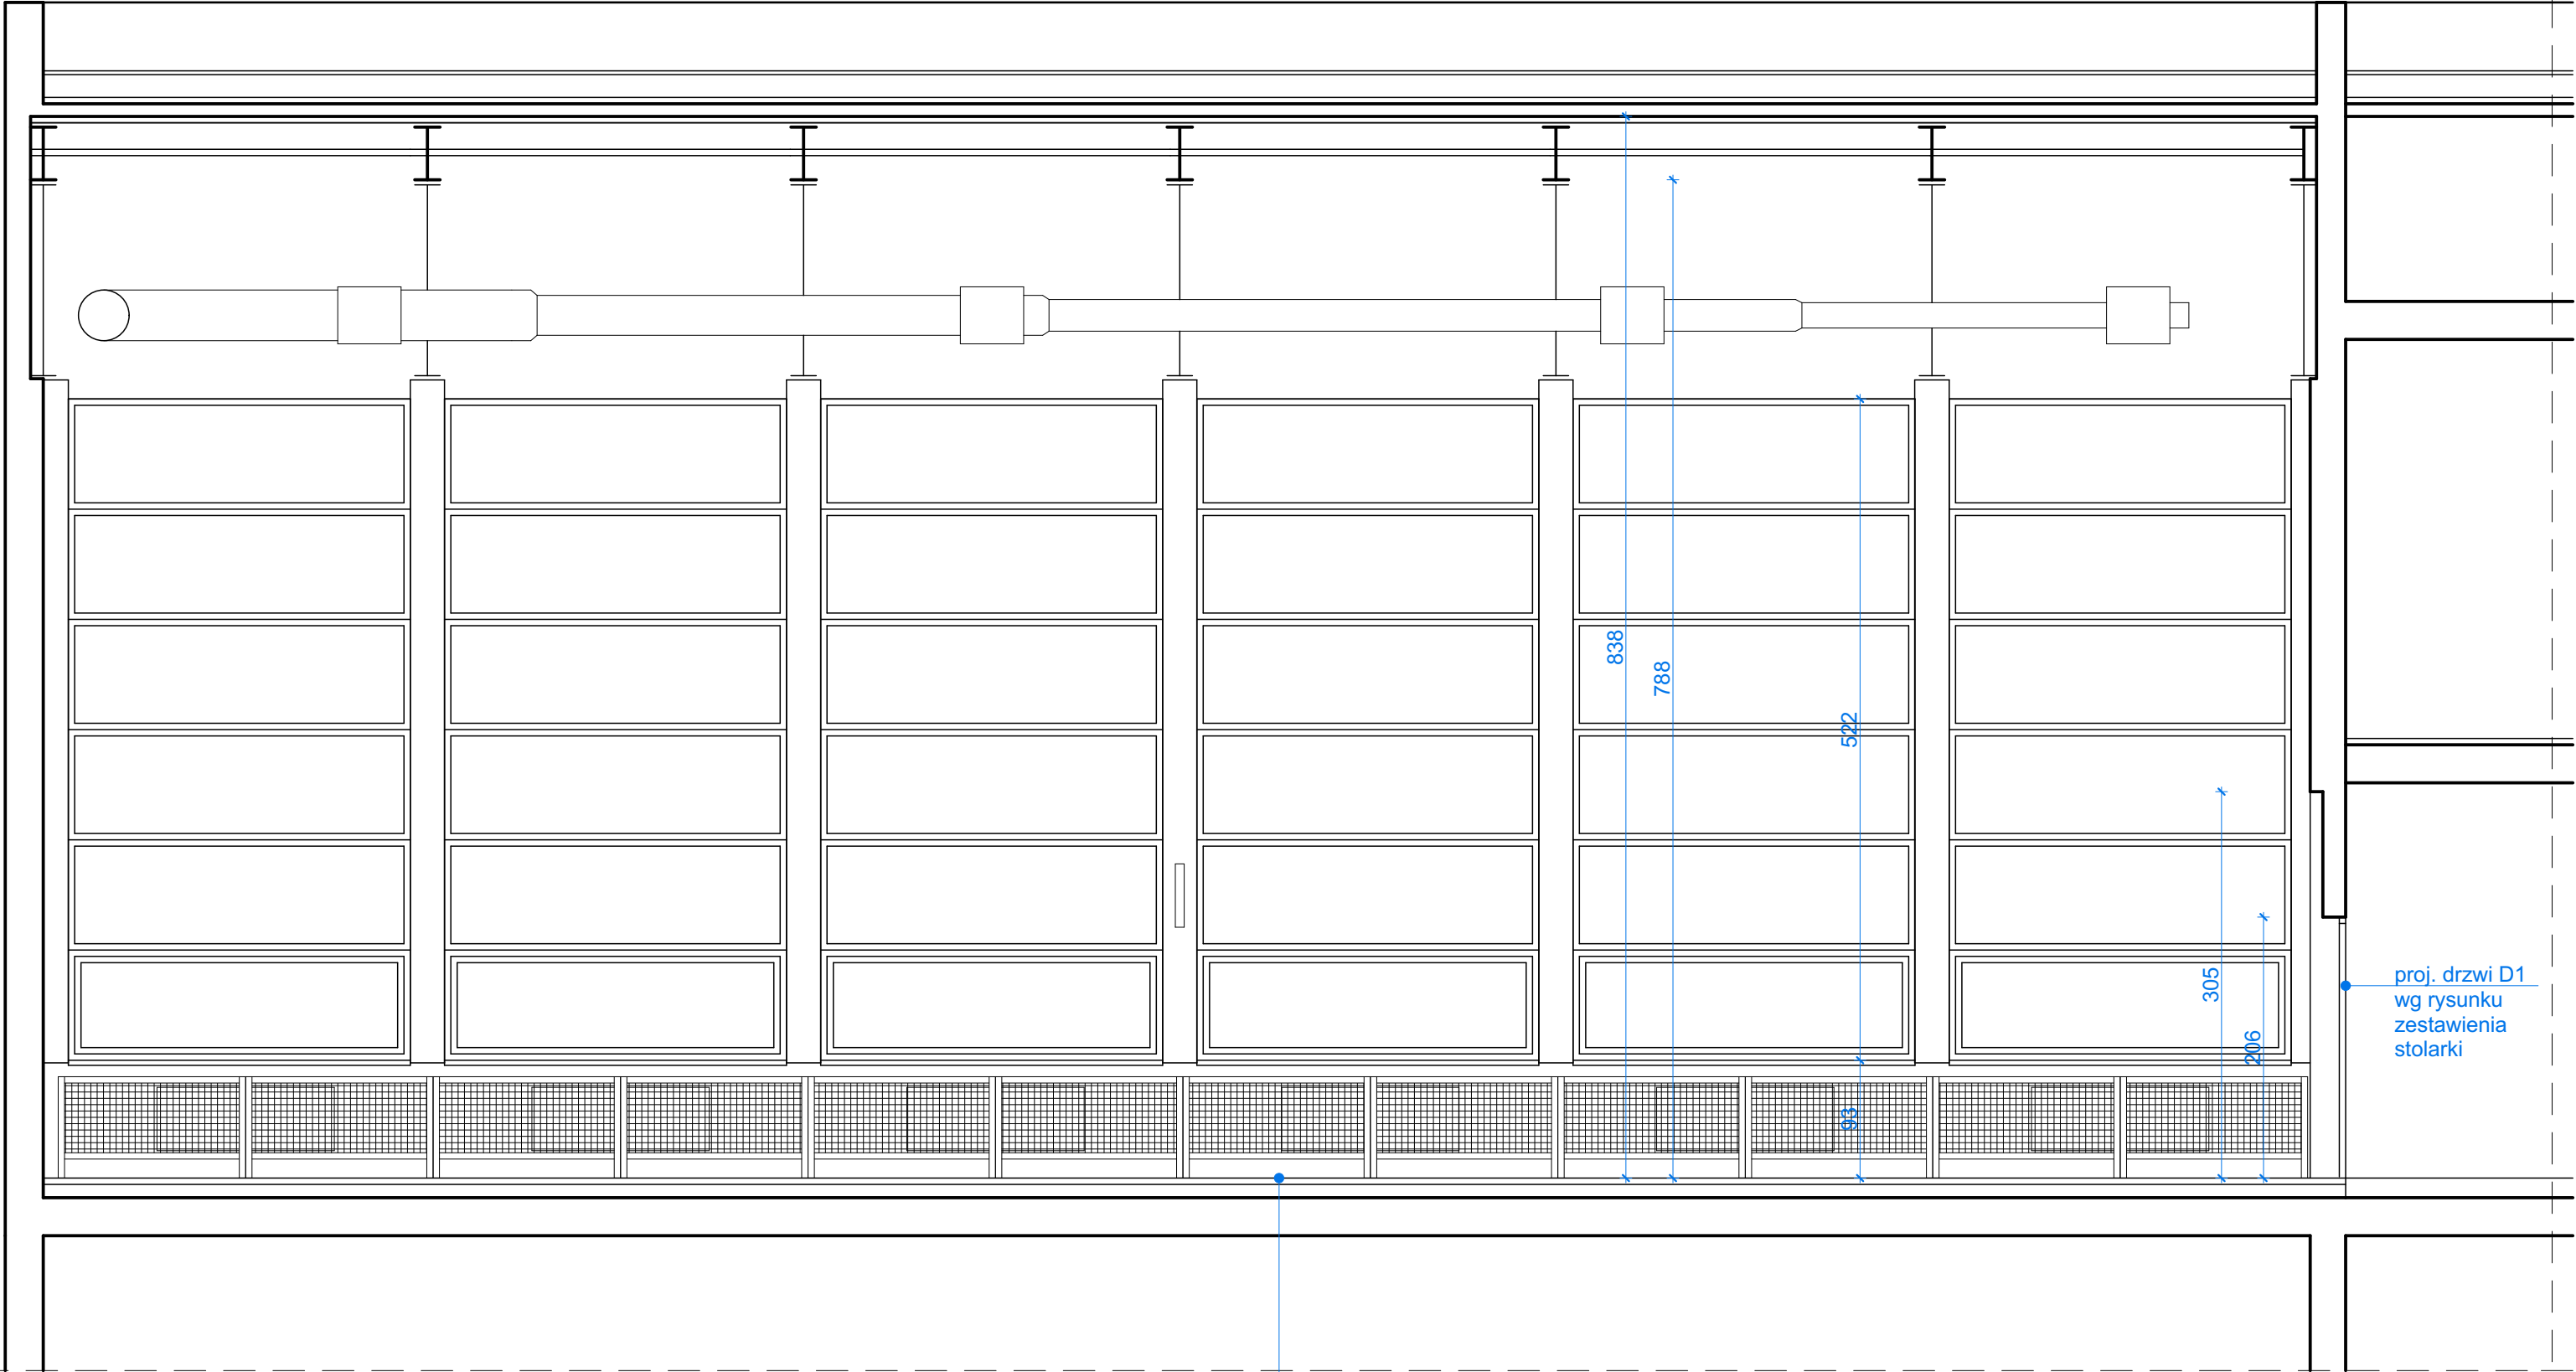 838
788
522
93
305
206
proj. drzwi D1
wg rysunku
zestawienia
stolarki